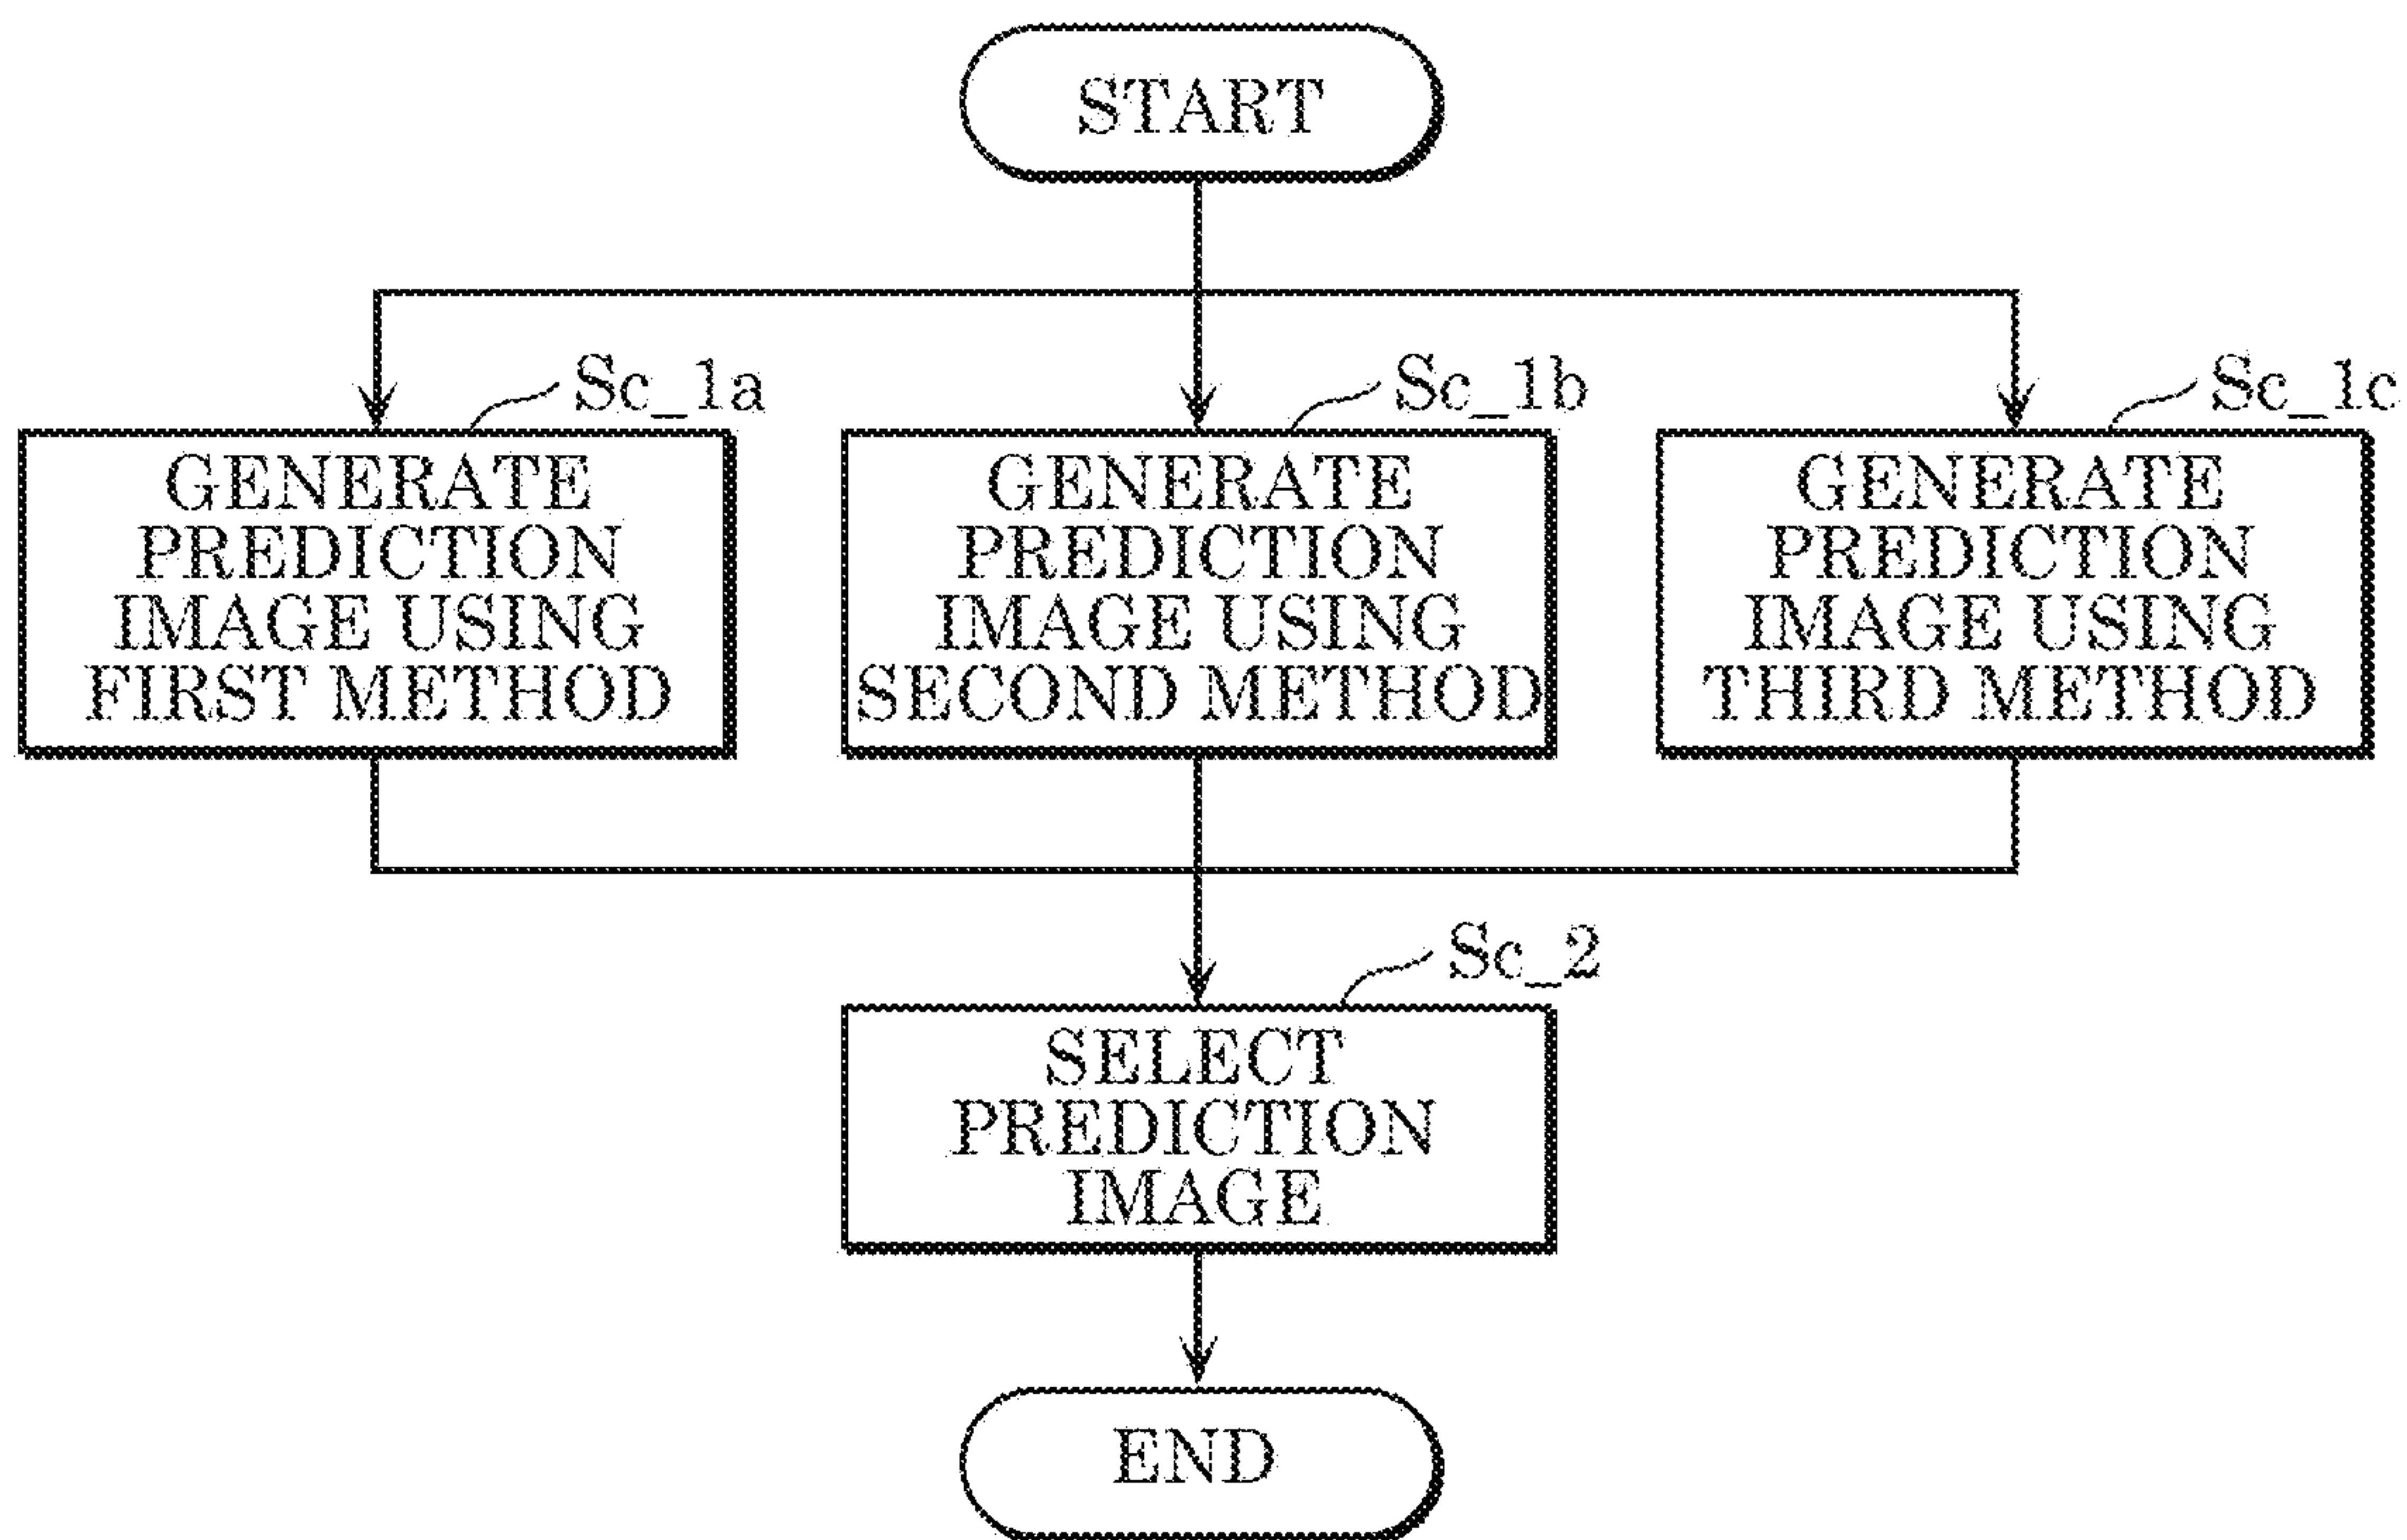 START
Sc_1a
GENERATE
PREDICTION
IMAGE USING
FIRST METHOD
Sc_1b
GENERATE
PREDICTION
IMAGE USING
SECOND METHOD
Sc_1c
GENERATE
PREDICTION
IMAGE USING
THIRD METHOD
Sc_2
SELECT
PREDICTION
IMAGE
END